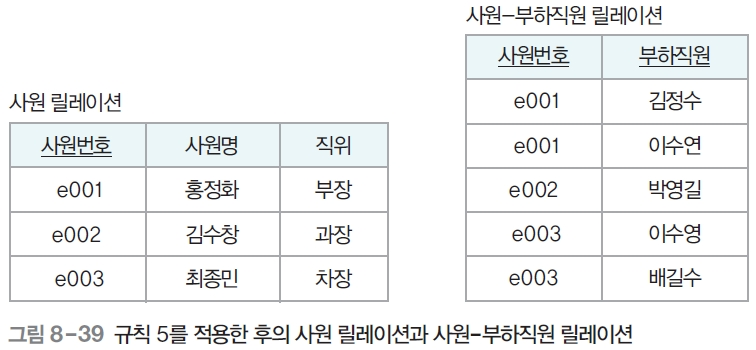 사원 릴레이션
사원번호 사원명 직위
e001 홍정화 부장
e002 김수창 과장
e003 최종민 차장
사원-부하직원 릴레이션
사원번호 부하직원
e001 김정수
e001 이수연
e002 박영길
e003 이수영
e003 배길수
그림 8-39 규칙 5를 적용한 후의 사원 릴레이션과 사원-부하직원 릴레이션